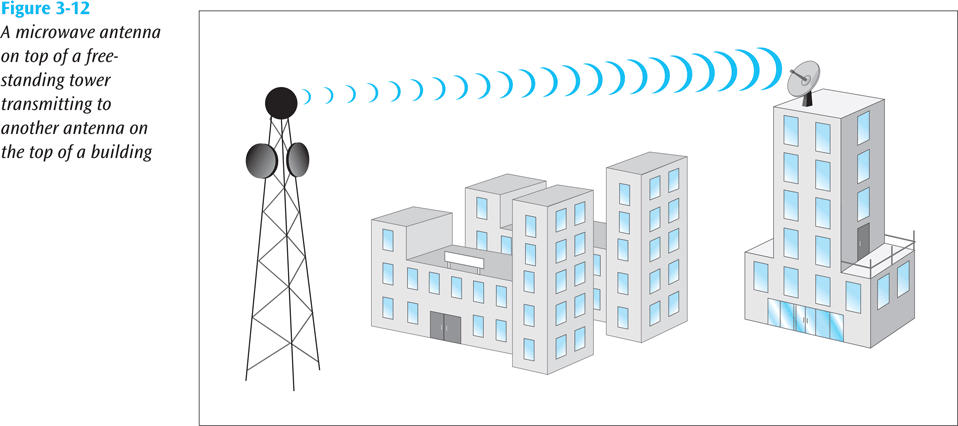 Figure 3-12
A microwave antenna
on top of a free-
standing tower
transmitting to
another antenna on
the top of a building